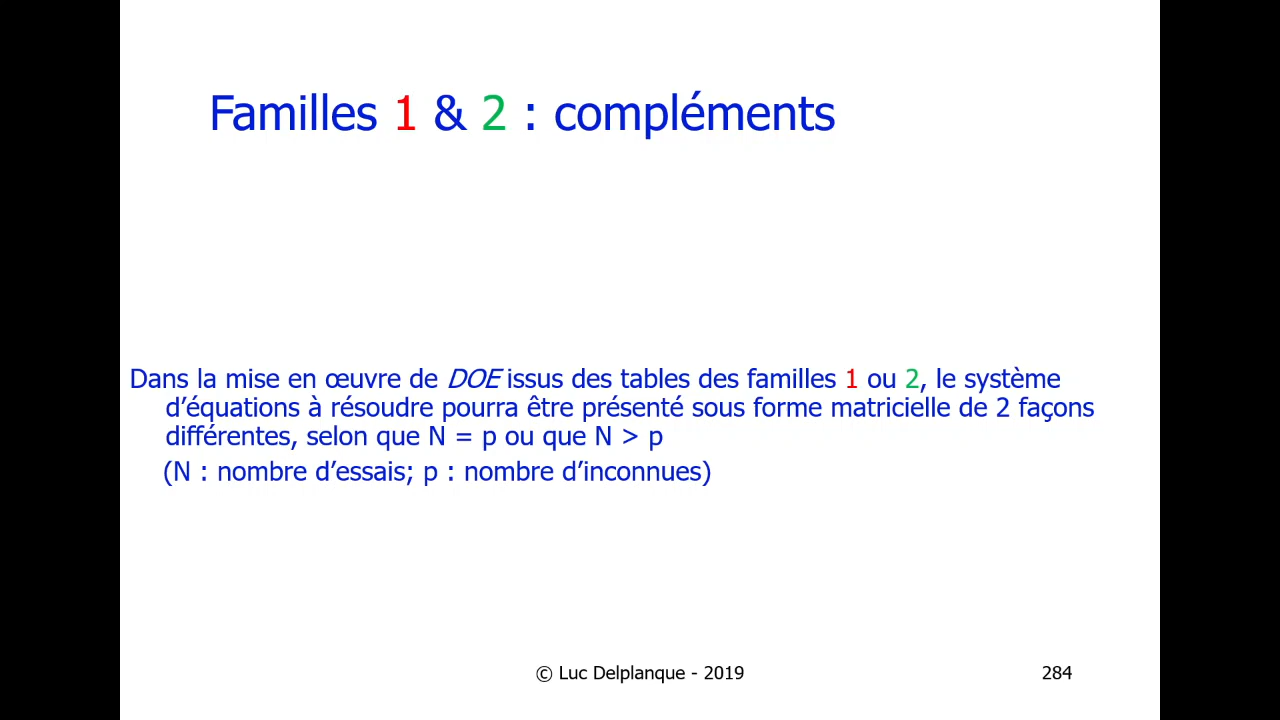 Familles 1 & 2 : compléments
Dans la mise en œuvre de DOE issus des tables des familles 1 ou 2, le système
d’équations à résoudre pourra être présenté sous forme matricielle de 2 façons
différentes, selon que N = p ou que N > p
(N : nombre d’essais; p : nombre d’inconnues)
© Luc Delplanque - 2019
284